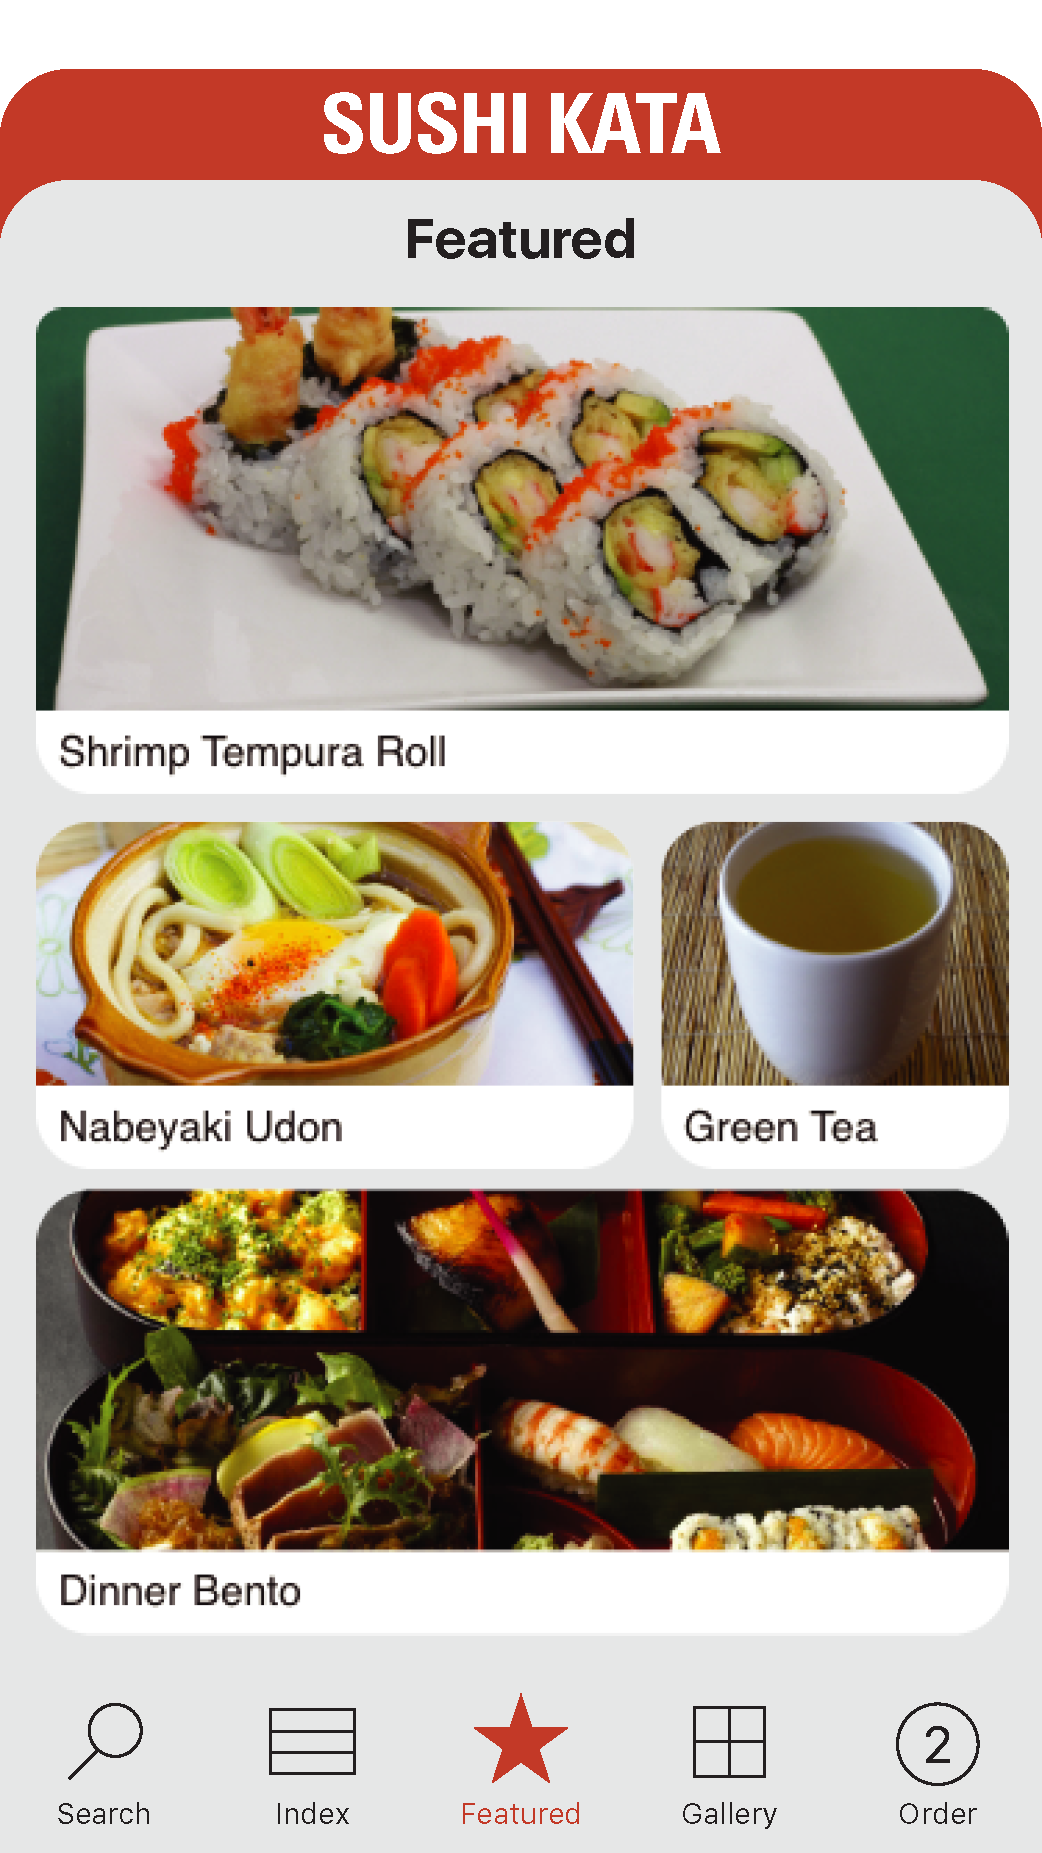 SUSHI KATA
Featured
Shrimp Tempura Roll
Nabeyaki Udon
Green Tea
Dinner Bento
2
Search
Index
Featured
Gallery
Order